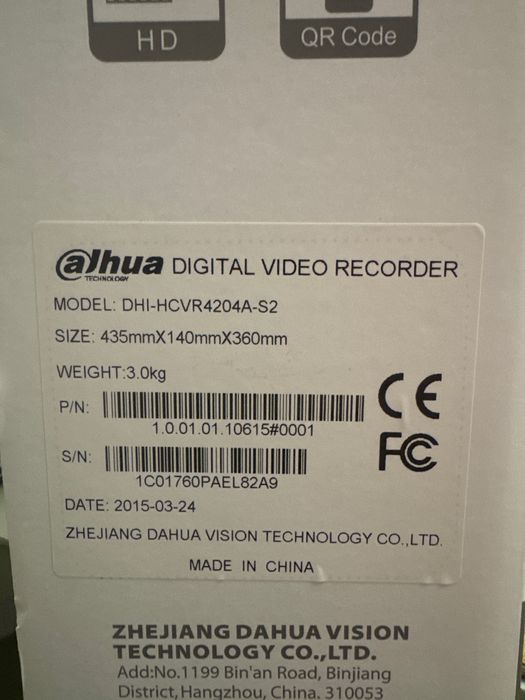 HD
QR Code
alhua TECHNOLOGY DIGITAL VIDEO RECORDER
MODEL: DHI-HCVR4204A-S2
SIZE: 435mmX140mmX360mm
WEIGHT:3.0kg
P/N:
1.0.01.01.10615#0001
S/N:
1C01760PAEL82A9
DATE: 2015-03-24
ZHEJIANG DAHUA VISION TECHNOLOGY CO.,LTD.
MADE IN CHINA
CE
FC
ZHEJIANG DAHUA VISION
TECHNOLOGY CO.,LTD.
Add:No.1199 Bin'an Road, Binjiang
District,Hangzhou, China. 310053